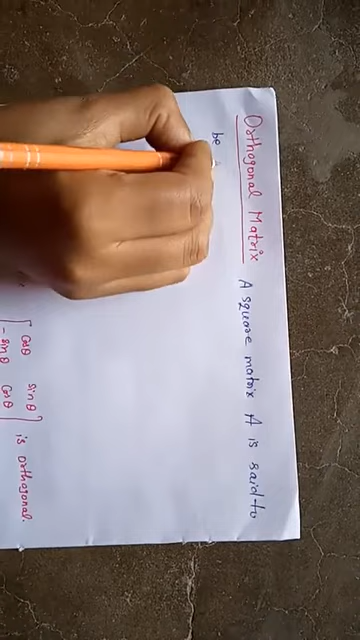 Orthogonal Matrix A square matrix A is said to
be
cosθ sinθ
-sinθ cosθ is orthogonal.